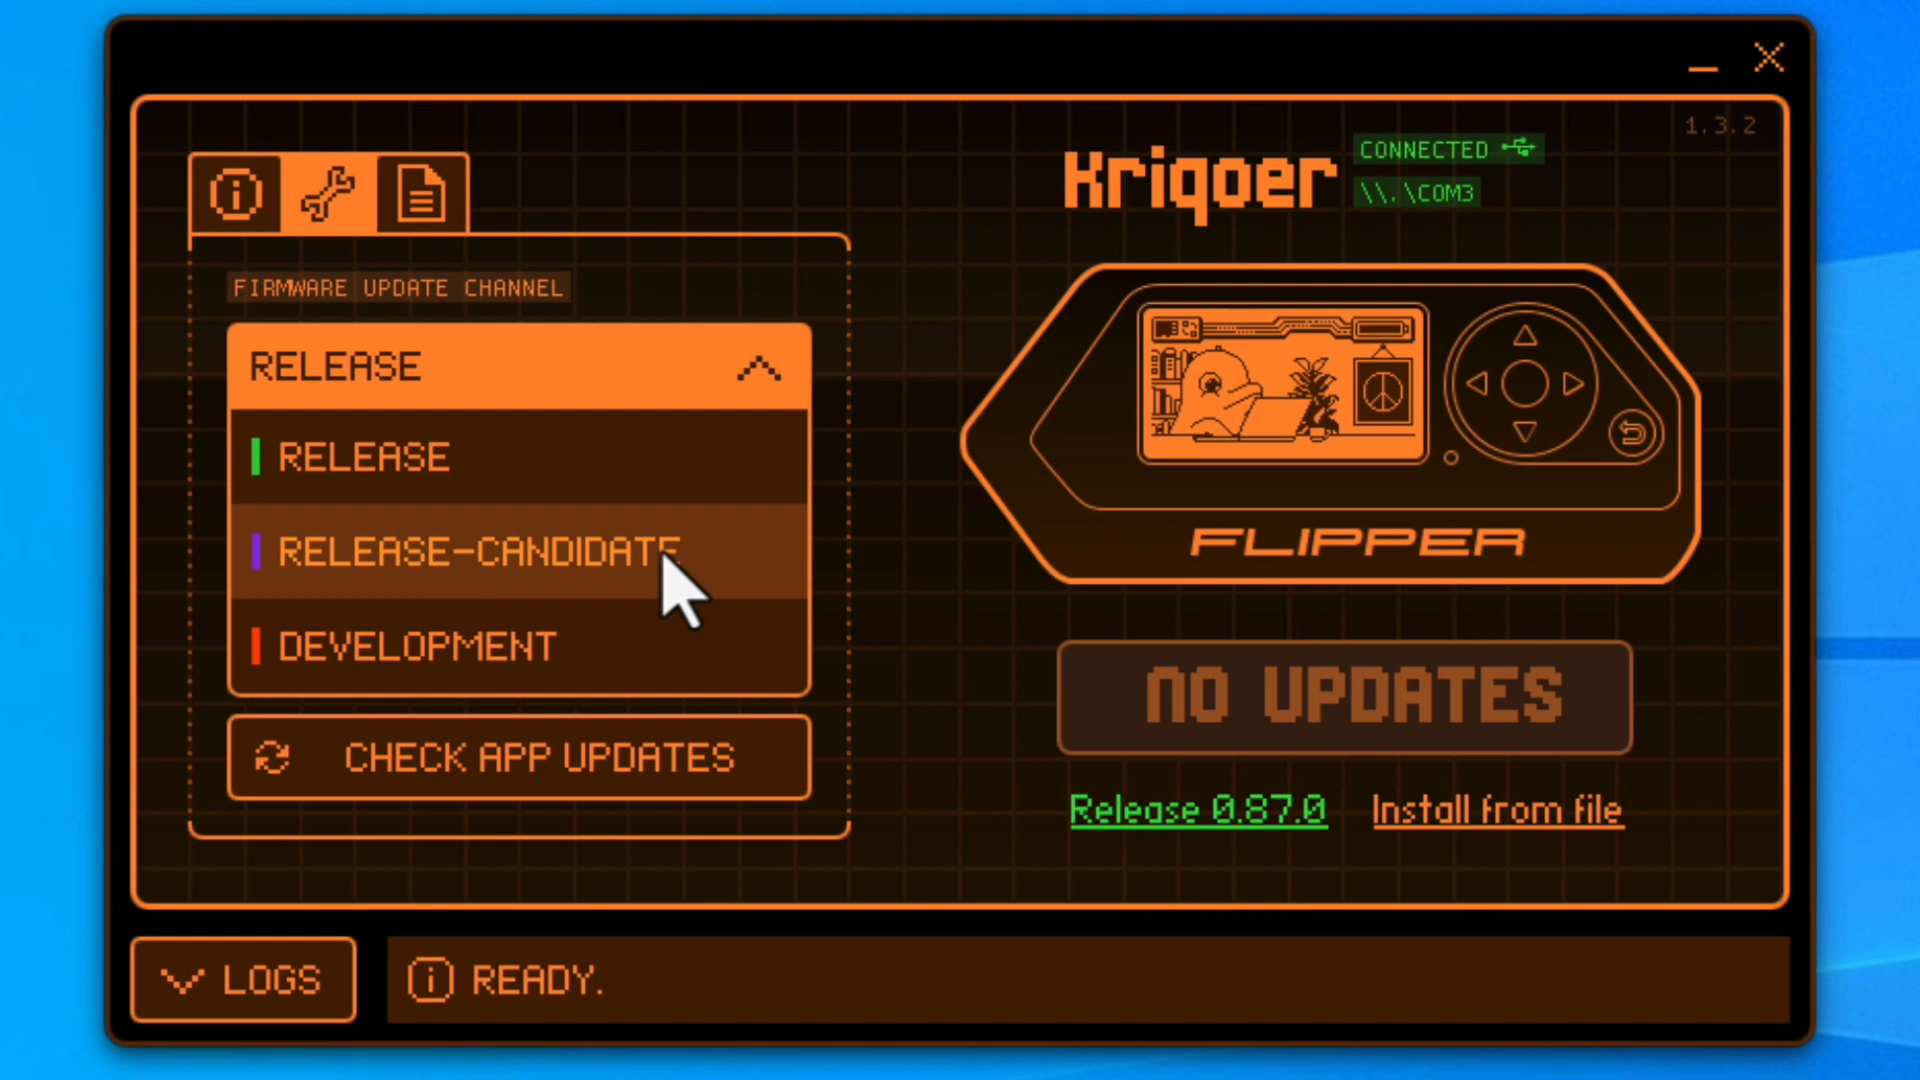 1.3.2
Kriqoer
CONNECTED
\\.\COM3
FIRMWARE UPDATE CHANNEL
RELEASE
RELEASE
RELEASE-CANDIDATE
DEVELOPMENT
CHECK APP UPDATES
FLIPPER
NO UPDATES
Release 0.87.0 Install from file
LOGS
READY.